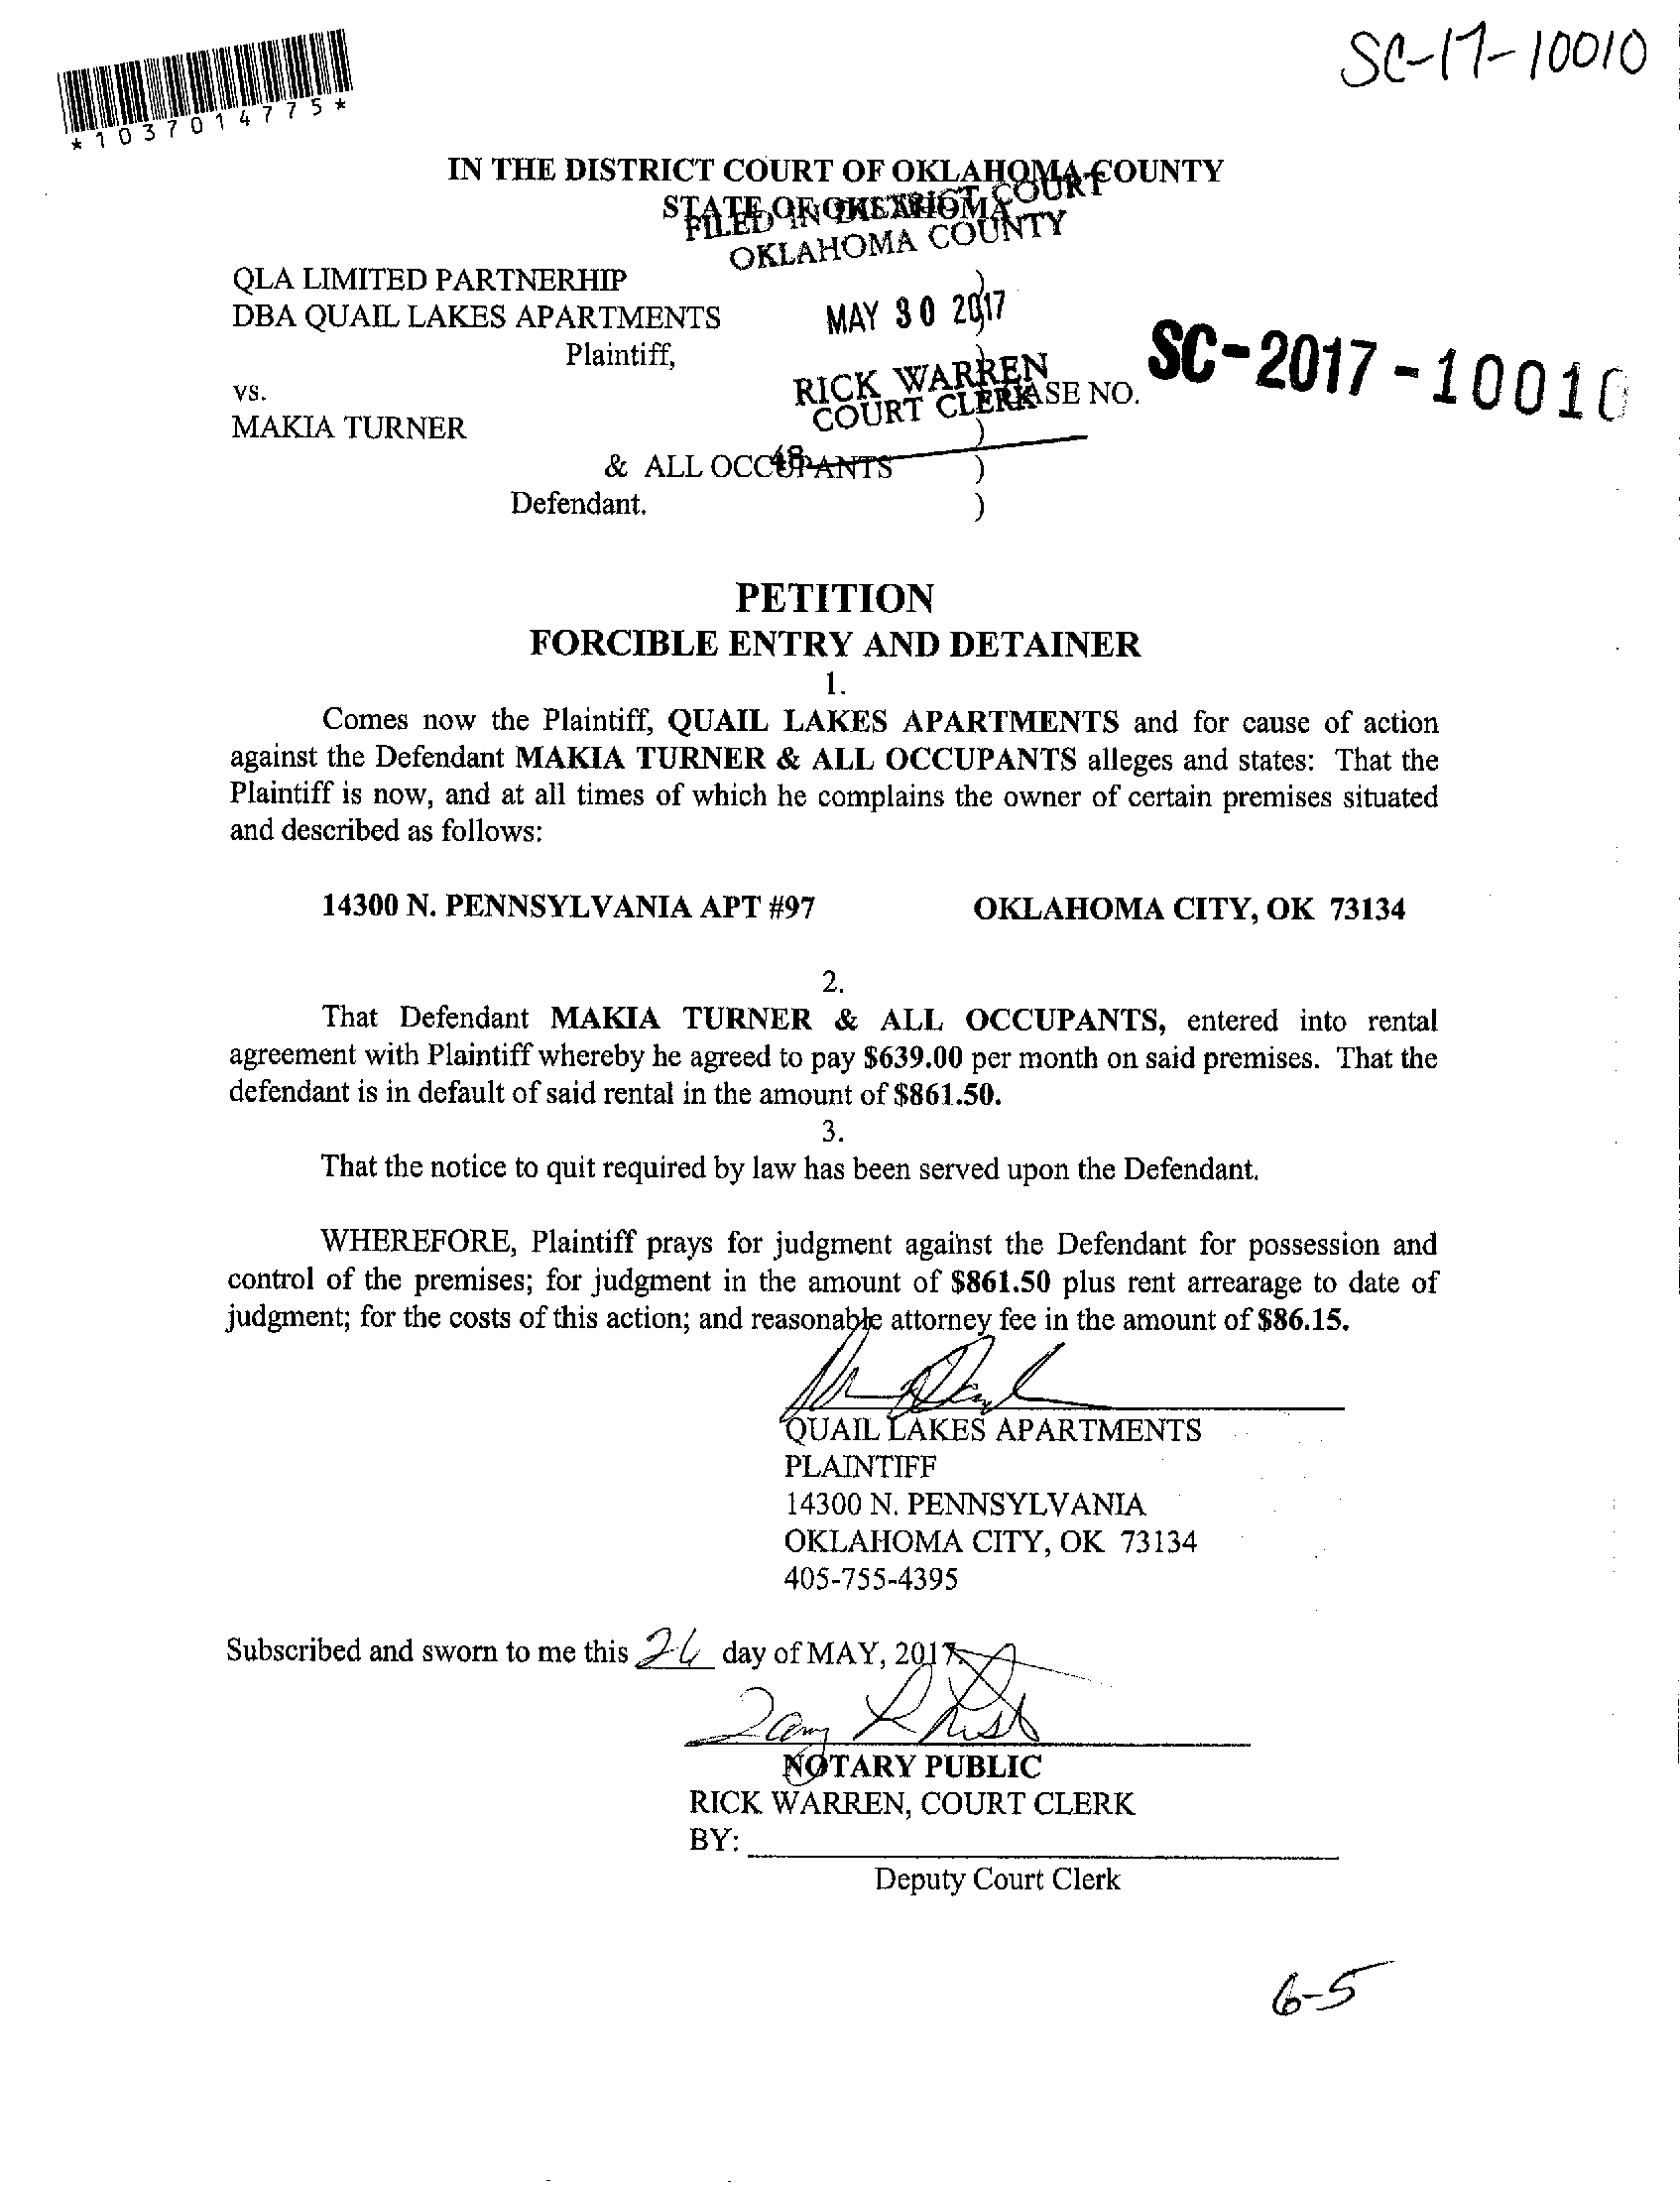 SC-17-10010
*1037014775*
IN THE DISTRICT COURT OF OKLAHOMA COUNTY
STATE OF OKLAHOMA
FILED IN DISTRICT COURT
OKLAHOMA COUNTY
QLA LIMITED PARTNERHIP )
DBA QUAIL LAKES APARTMENTS )
MAY 30 2017
Plaintiff, )
RICK WARREN
COURT CLERK
vs. CASE NO. SC-2017-10010
MAKIA TURNER )
48
& ALL OCCUPANTS )
Defendant. )
PETITION
FORCIBLE ENTRY AND DETAINER
1.
Comes now the Plaintiff, QUAIL LAKES APARTMENTS and for cause of action
against the Defendant MAKIA TURNER & ALL OCCUPANTS alleges and states: That the
Plaintiff is now, and at all times of which he complains the owner of certain premises situated
and described as follows:
14300 N. PENNSYLVANIA APT #97 OKLAHOMA CITY, OK 73134
2.
That Defendant MAKIA TURNER & ALL OCCUPANTS, entered into rental
agreement with Plaintiff whereby he agreed to pay $639.00 per month on said premises. That the
defendant is in default of said rental in the amount of $861.50.
3.
That the notice to quit required by law has been served upon the Defendant.
WHEREFORE, Plaintiff prays for judgment against the Defendant for possession and
control of the premises; for judgment in the amount of $861.50 plus rent arrearage to date of
judgment; for the costs of this action; and reasonable attorney fee in the amount of $86.15.
QUAIL LAKES APARTMENTS
PLAINTIFF
14300 N. PENNSYLVANIA
OKLAHOMA CITY, OK 73134
405-755-4395
Subscribed and sworn to me this 26 day of MAY, 2017.
NOTARY PUBLIC
RICK WARREN, COURT CLERK
BY:
Deputy Court Clerk
6-5